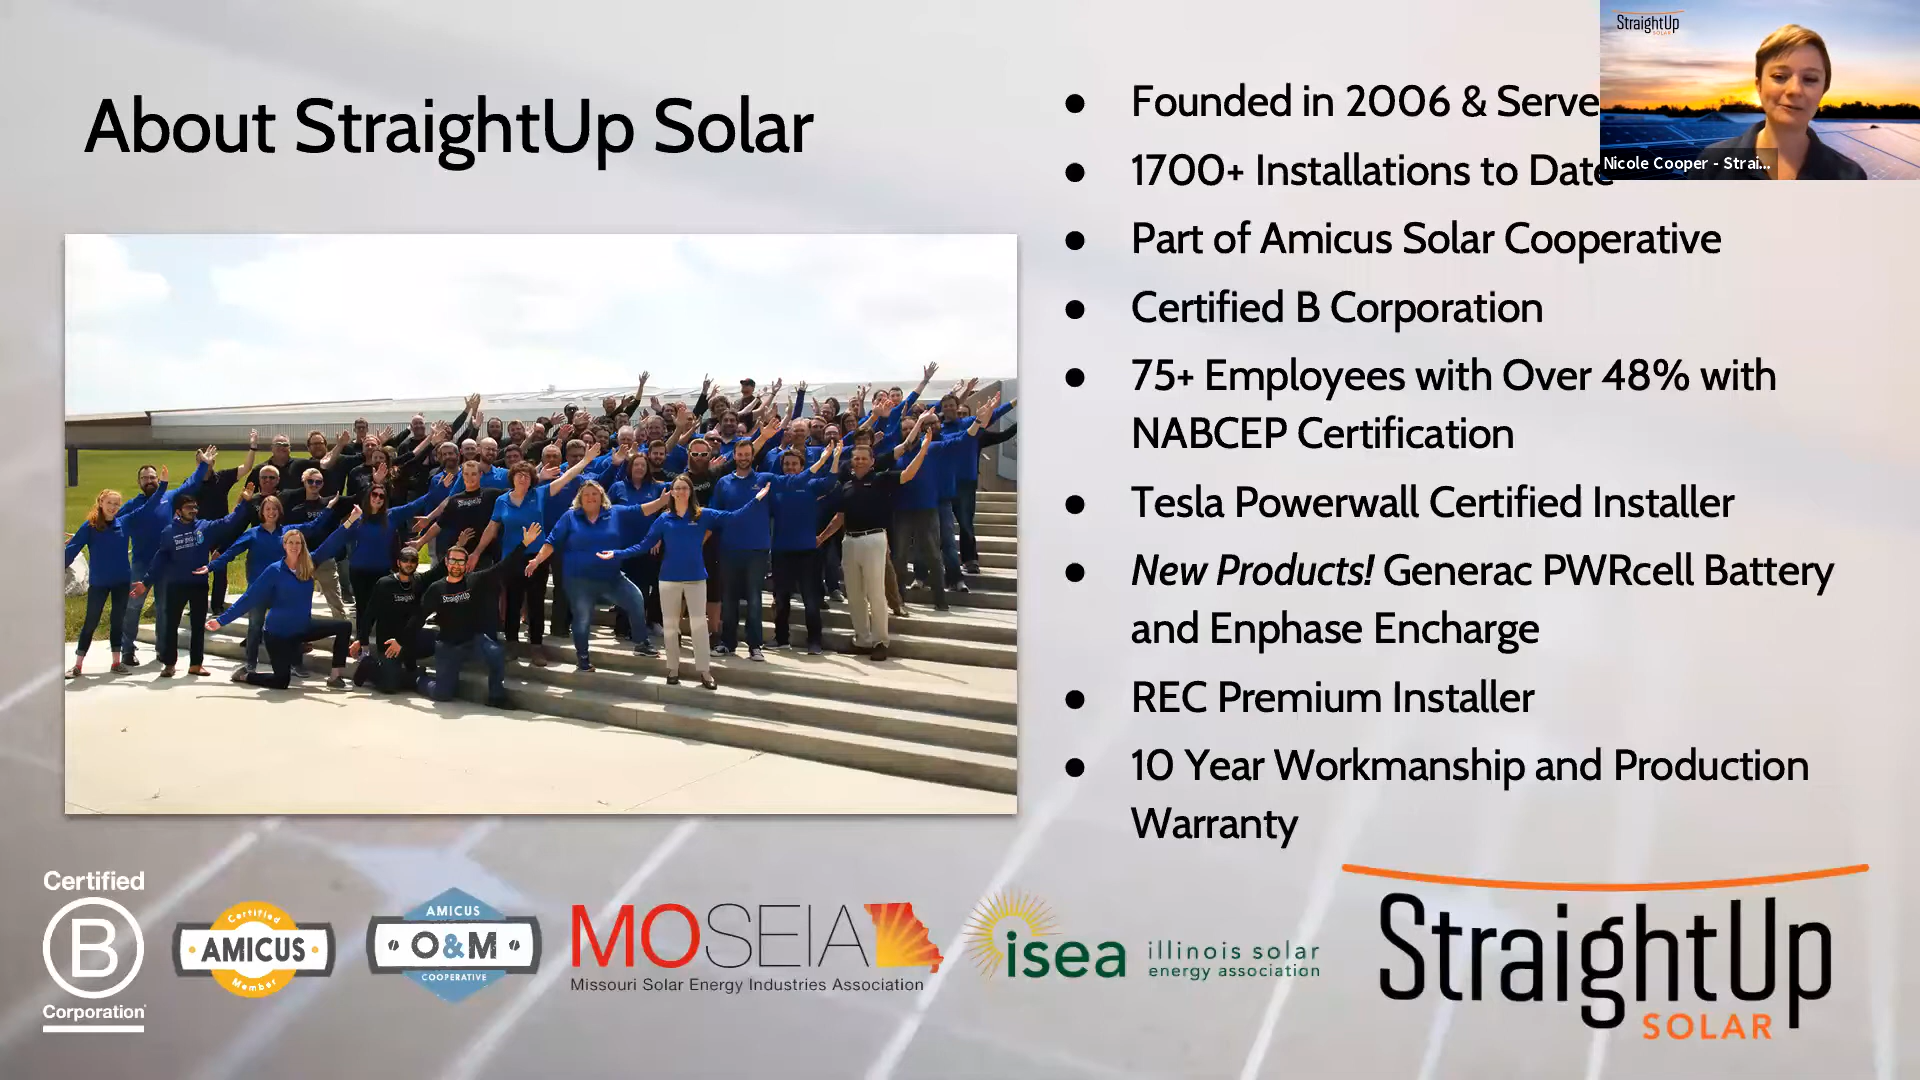 About StraightUp Solar
● Founded in 2006 & Serve
● 1700+ Installations to Date
● Part of Amicus Solar Cooperative
● Certified B Corporation
● 75+ Employees with Over 48% with
NABCEP Certification
● Tesla Powerwall Certified Installer
● New Products! Generac PWRcell Battery
and Enphase Encharge
● REC Premium Installer
● 10 Year Workmanship and Production
Warranty
StraightUp
SOLAR
Nicole Cooper - Strai...
StraightUp
StraightUp
Certified
B
Corporation
Certified
AMICUS
Member
AMICUS
O&M
COOPERATIVE
MOSEIA
Missouri Solar Energy Industries Association
isea
illinois solar
energy association
StraightUp
SOLAR